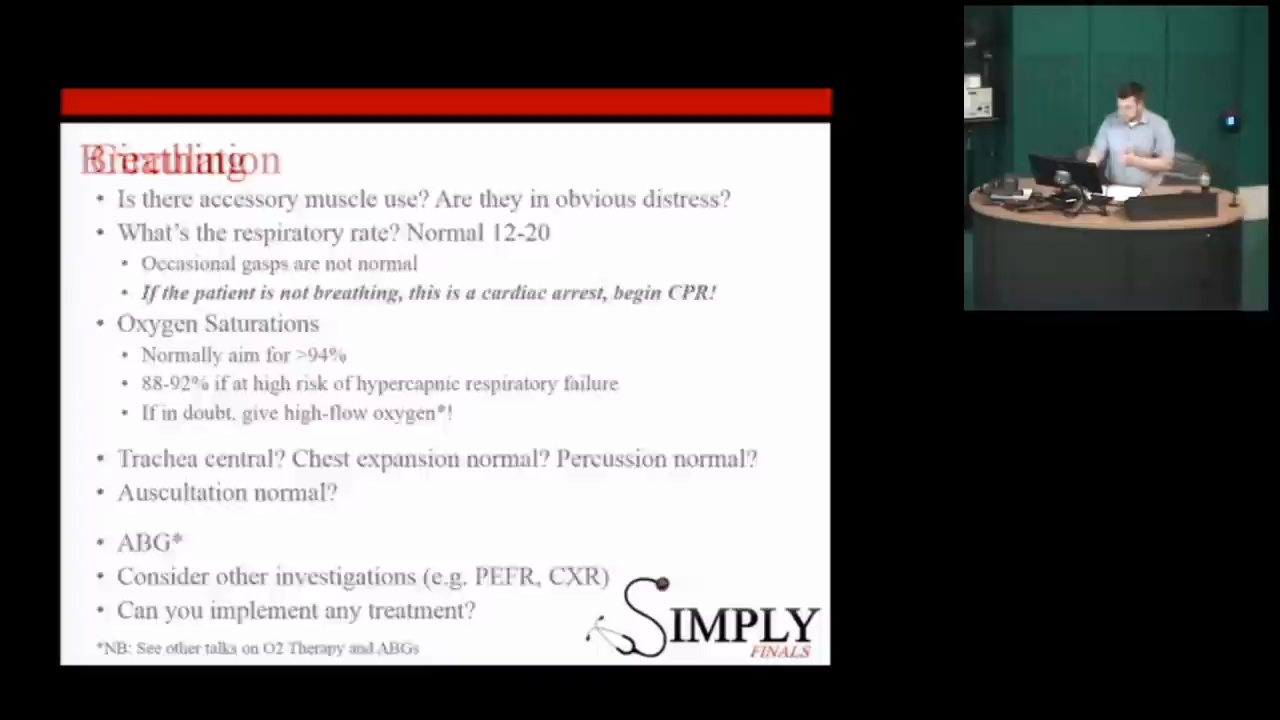 Breathing
Circulation
• Is there accessory muscle use? Are they in obvious distress?
• What's the respiratory rate? Normal 12-20
• Occasional gasps are not normal
• If the patient is not breathing, this is a cardiac arrest, begin CPR!
• Oxygen Saturations
• Normally aim for >94%
• 88-92% if at high risk of hypercapnic respiratory failure
• If in doubt, give high-flow oxygen*!
• Trachea central? Chest expansion normal? Percussion normal?
• Auscultation normal?
• ABG*
• Consider other investigations (e.g. PEFR, CXR)
• Can you implement any treatment?
*NB: See other talks on O2 Therapy and ABGs
SIMPLY
FINALS